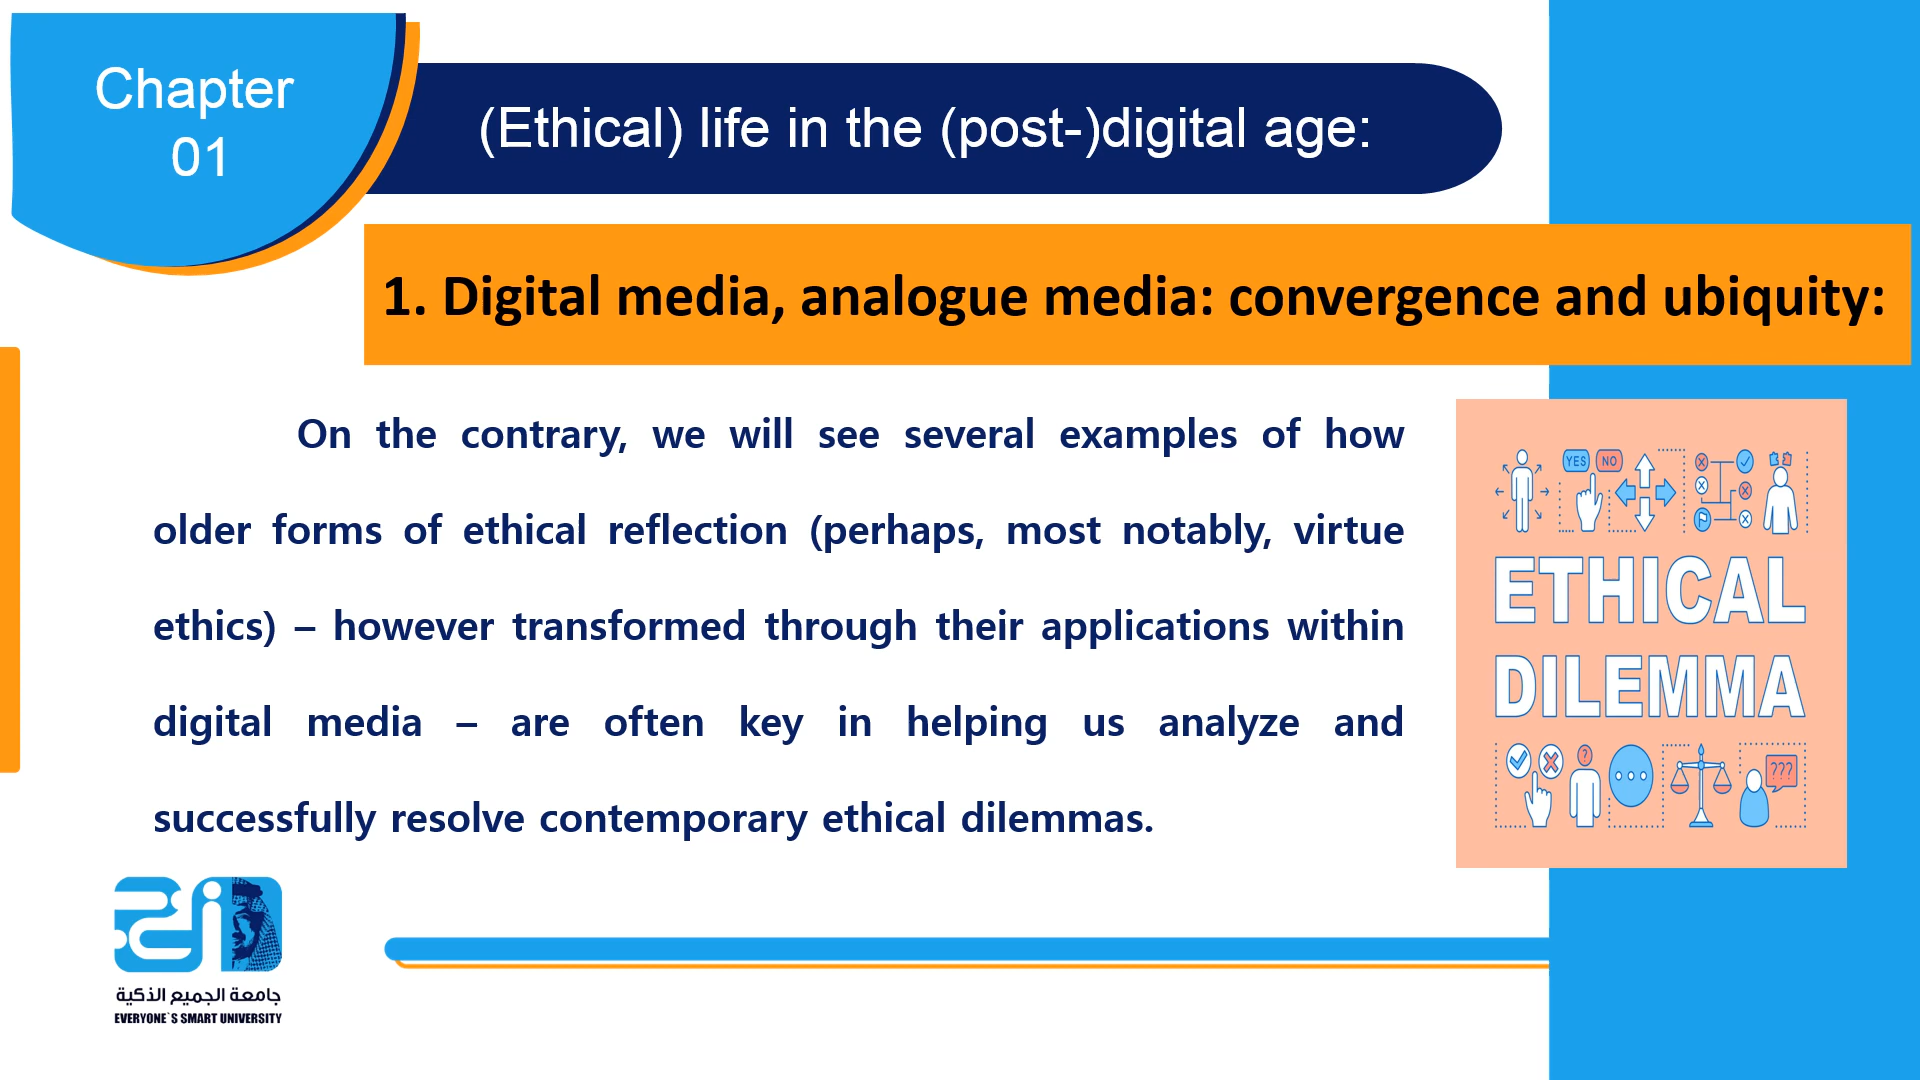 Chapter
01
(Ethical) life in the (post-)digital age:
1. Digital media, analogue media: convergence and ubiquity:
On the contrary, we will see several examples of how
older forms of ethical reflection (perhaps, most notably, virtue
ethics) – however transformed through their applications within
digital media – are often key in helping us analyze and
successfully resolve contemporary ethical dilemmas.
YES NO
ETHICAL
DILEMMA
?
???
جامعة الجميع الذكية
EVERYONE`S SMART UNIVERSITY